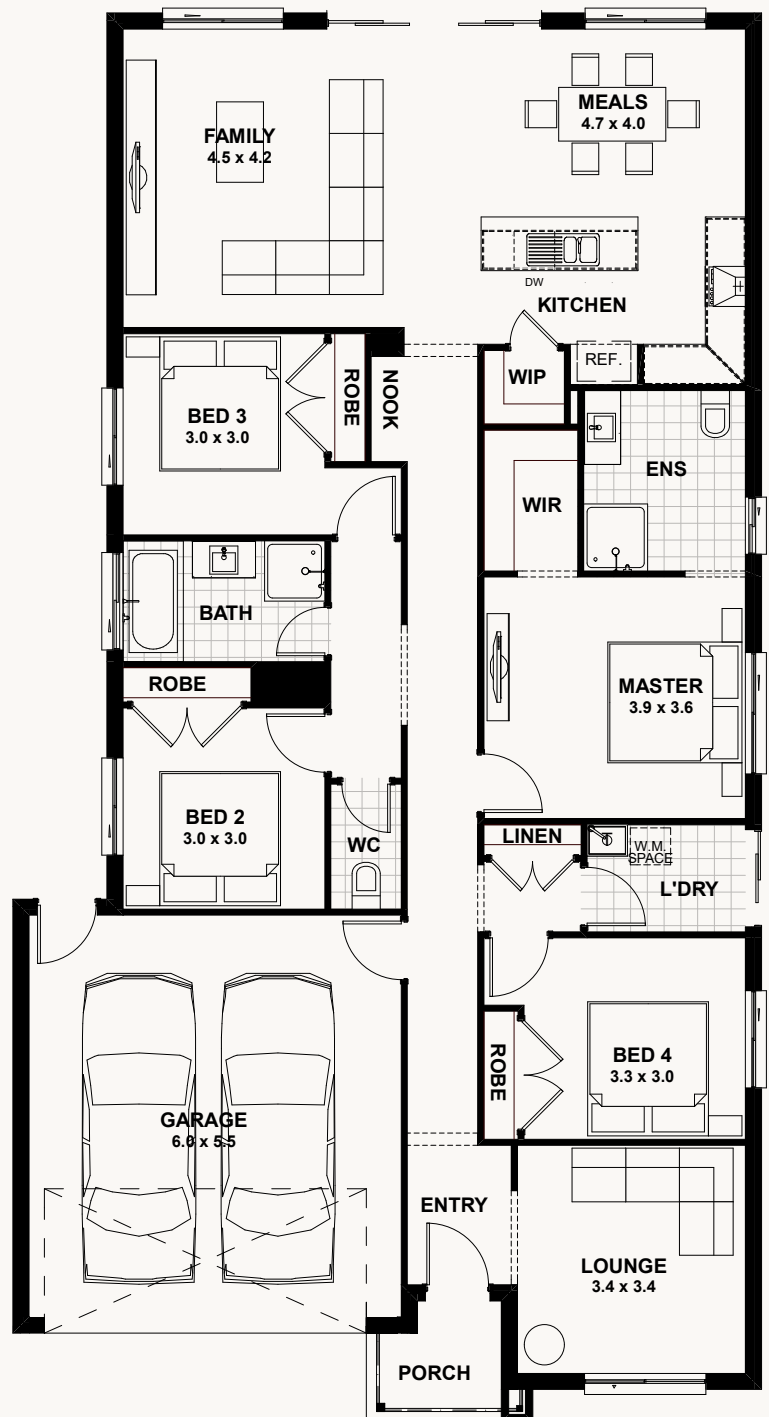 FAMILY
4.5 x 4.2
MEALS
4.7 x 4.0
DW
KITCHEN
WIP
REF.
BED 3
3.0 x 3.0
ROBE
NOOK
WIR
ENS
BATH
ROBE
MASTER
3.9 x 3.6
BED 2
3.0 x 3.0
WC
LINEN
W.M.
SPACE
L'DRY
ROBE
BED 4
3.3 x 3.0
GARAGE
6.0 x 5.5
ENTRY
LOUNGE
3.4 x 3.4
PORCH